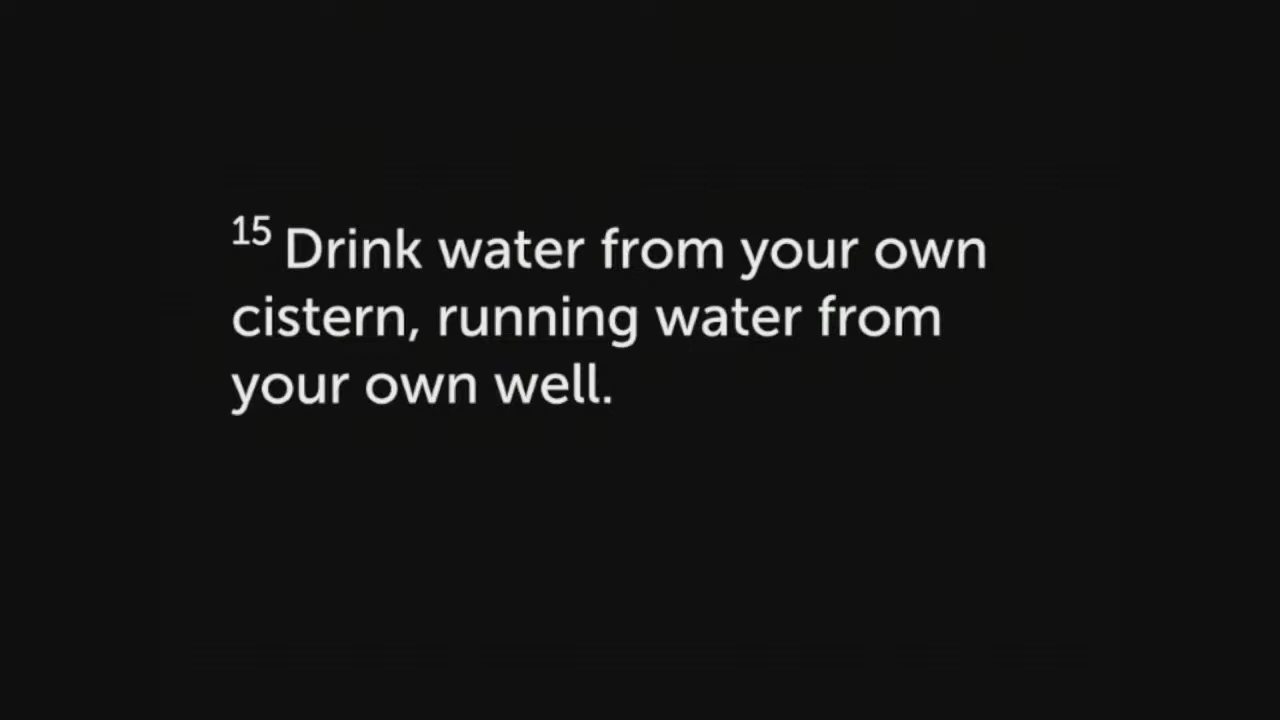 15 Drink water from your own
cistern, running water from
your own well.